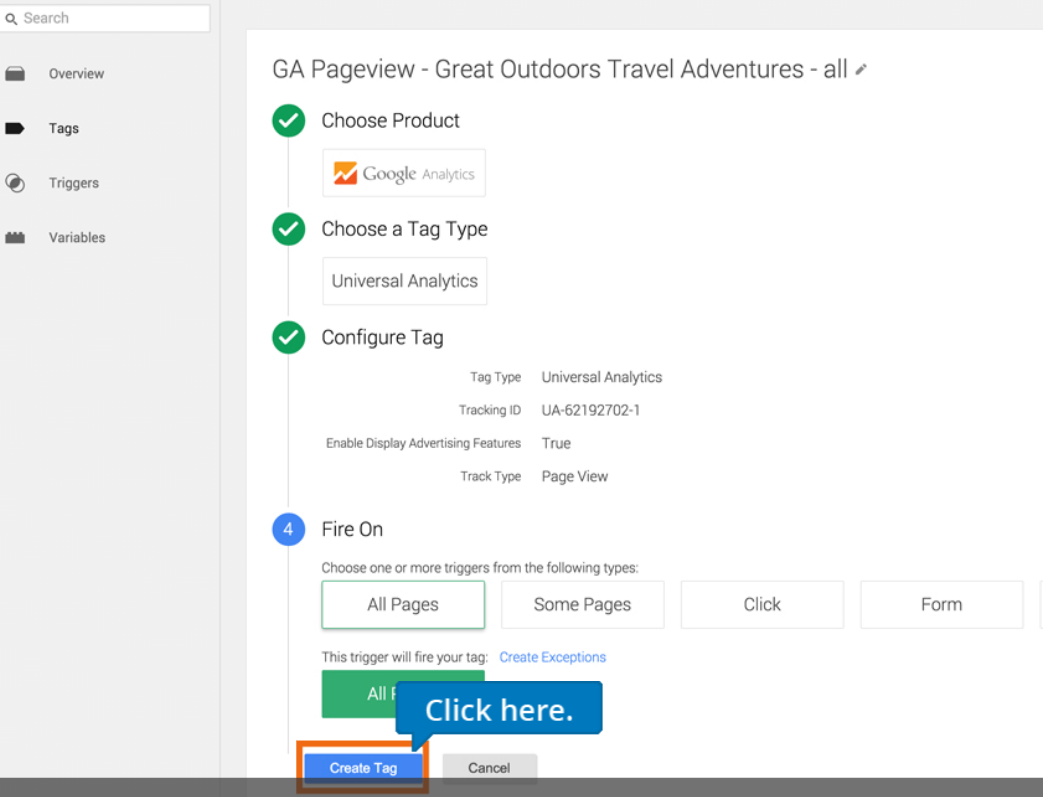 Search
Overview
Tags
Triggers
Variables
GA Pageview - Great Outdoors Travel Adventures - all
Choose Product
Google Analytics
Choose a Tag Type
Universal Analytics
Configure Tag
Tag Type Universal Analytics
Tracking ID UA-62192702-1
Enable Display Advertising Features True
Track Type Page View
4 Fire On
Choose one or more triggers from the following types:
All Pages Some Pages Click Form
This trigger will fire your tag: Create Exceptions
All
Click here.
Create Tag Cancel